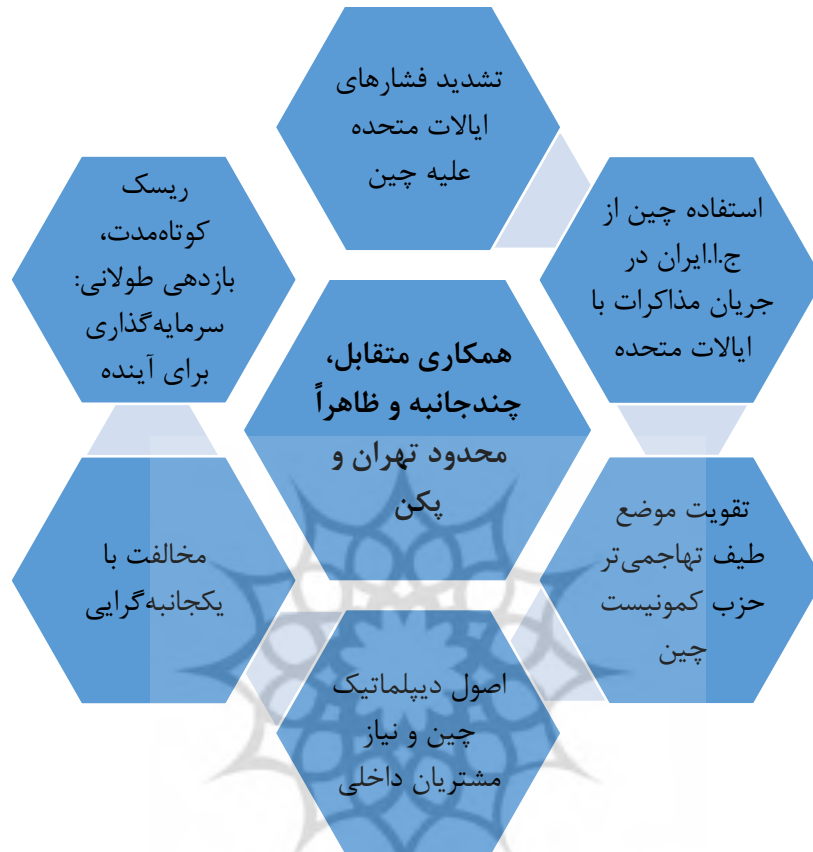 تشدید فشارهای
ایالات متحده
علیه چین
استفاده چین از
ج.ا.ایران در
جریان مذاکرات با
ایالات متحده
تقویت موضع
طیف تهاجمی‌تر
حزب کمونیست
چین
اصول دیپلماتیک
چین و نیاز
مشتریان داخلی
مخالفت با
یکجانبه‌گرایی
ریسک
کوتاه‌مدت،
بازدهی طولانی:
سرمایه‌گذاری
برای آینده
همکاری متقابل،
چندجانبه و ظاهراً
محدود تهران و
پکن